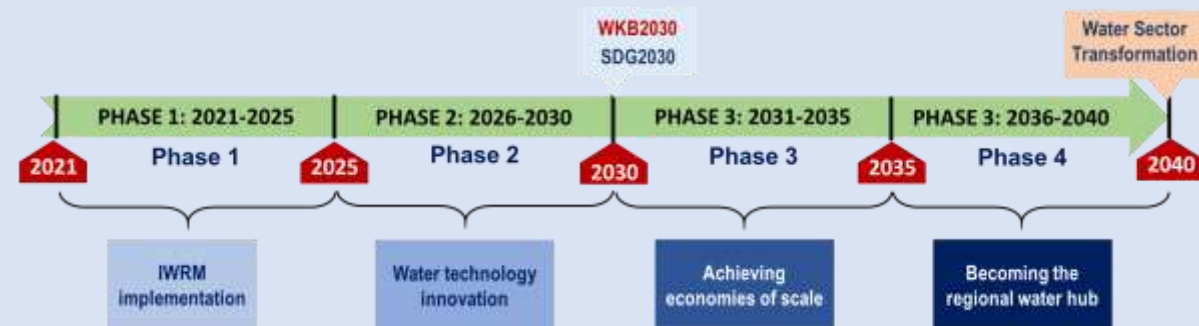 WKB2030
SDG2030
Water Sector
Transformation
PHASE 1: 2021-2025
PHASE 2: 2026-2030
PHASE 3: 2031-2035
PHASE 3: 2036-2040
2021
Phase 1
2025
Phase 2
2030
Phase 3
2035
Phase 4
2040
IWRM
implementation
Water technology
innovation
Achieving
economies of scale
Becoming the
regional water hub